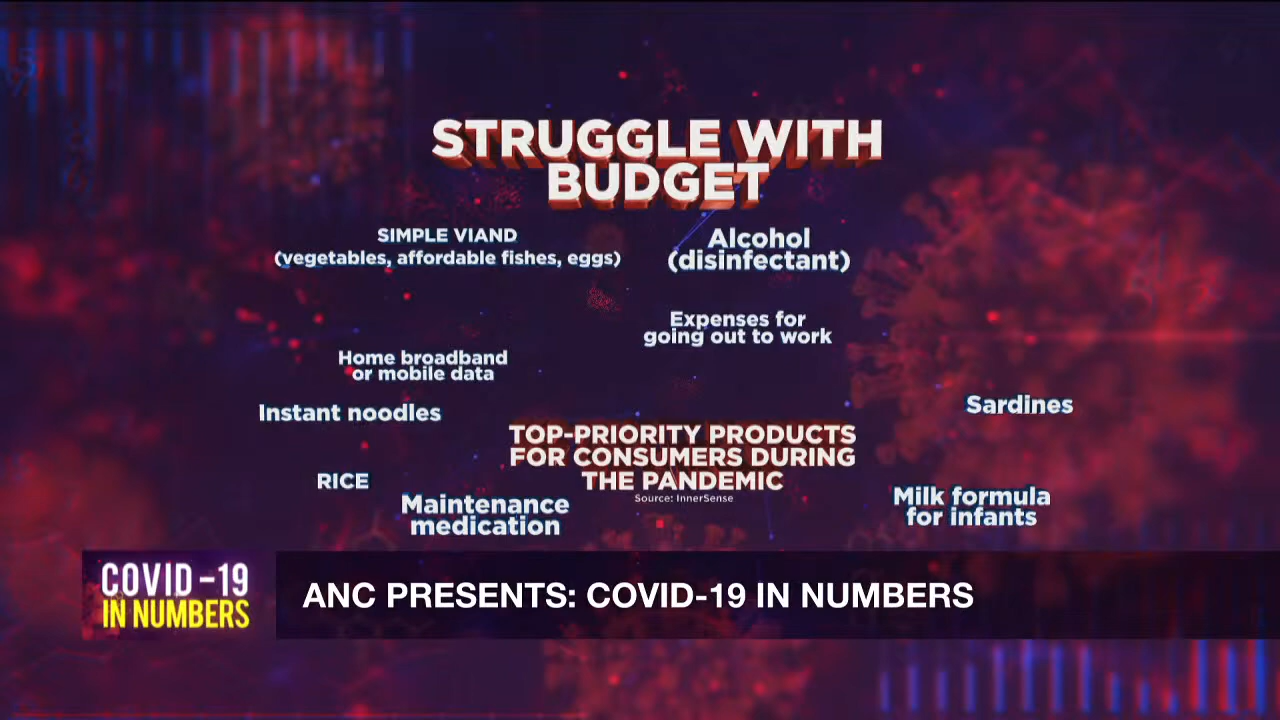 STRUGGLE WITH
BUDGET
SIMPLE VIAND
(vegetables, affordable fishes, eggs)
Alcohol
(disinfectant)
Expenses for
going out to work
Home broadband
or mobile data
Instant noodles
Sardines
TOP-PRIORITY PRODUCTS
FOR CONSUMERS DURING
THE PANDEMIC
Source: InnerSense
RICE
Maintenance
medication
Milk formula
for infants
COVID -19
IN NUMBERS
ANC PRESENTS: COVID-19 IN NUMBERS